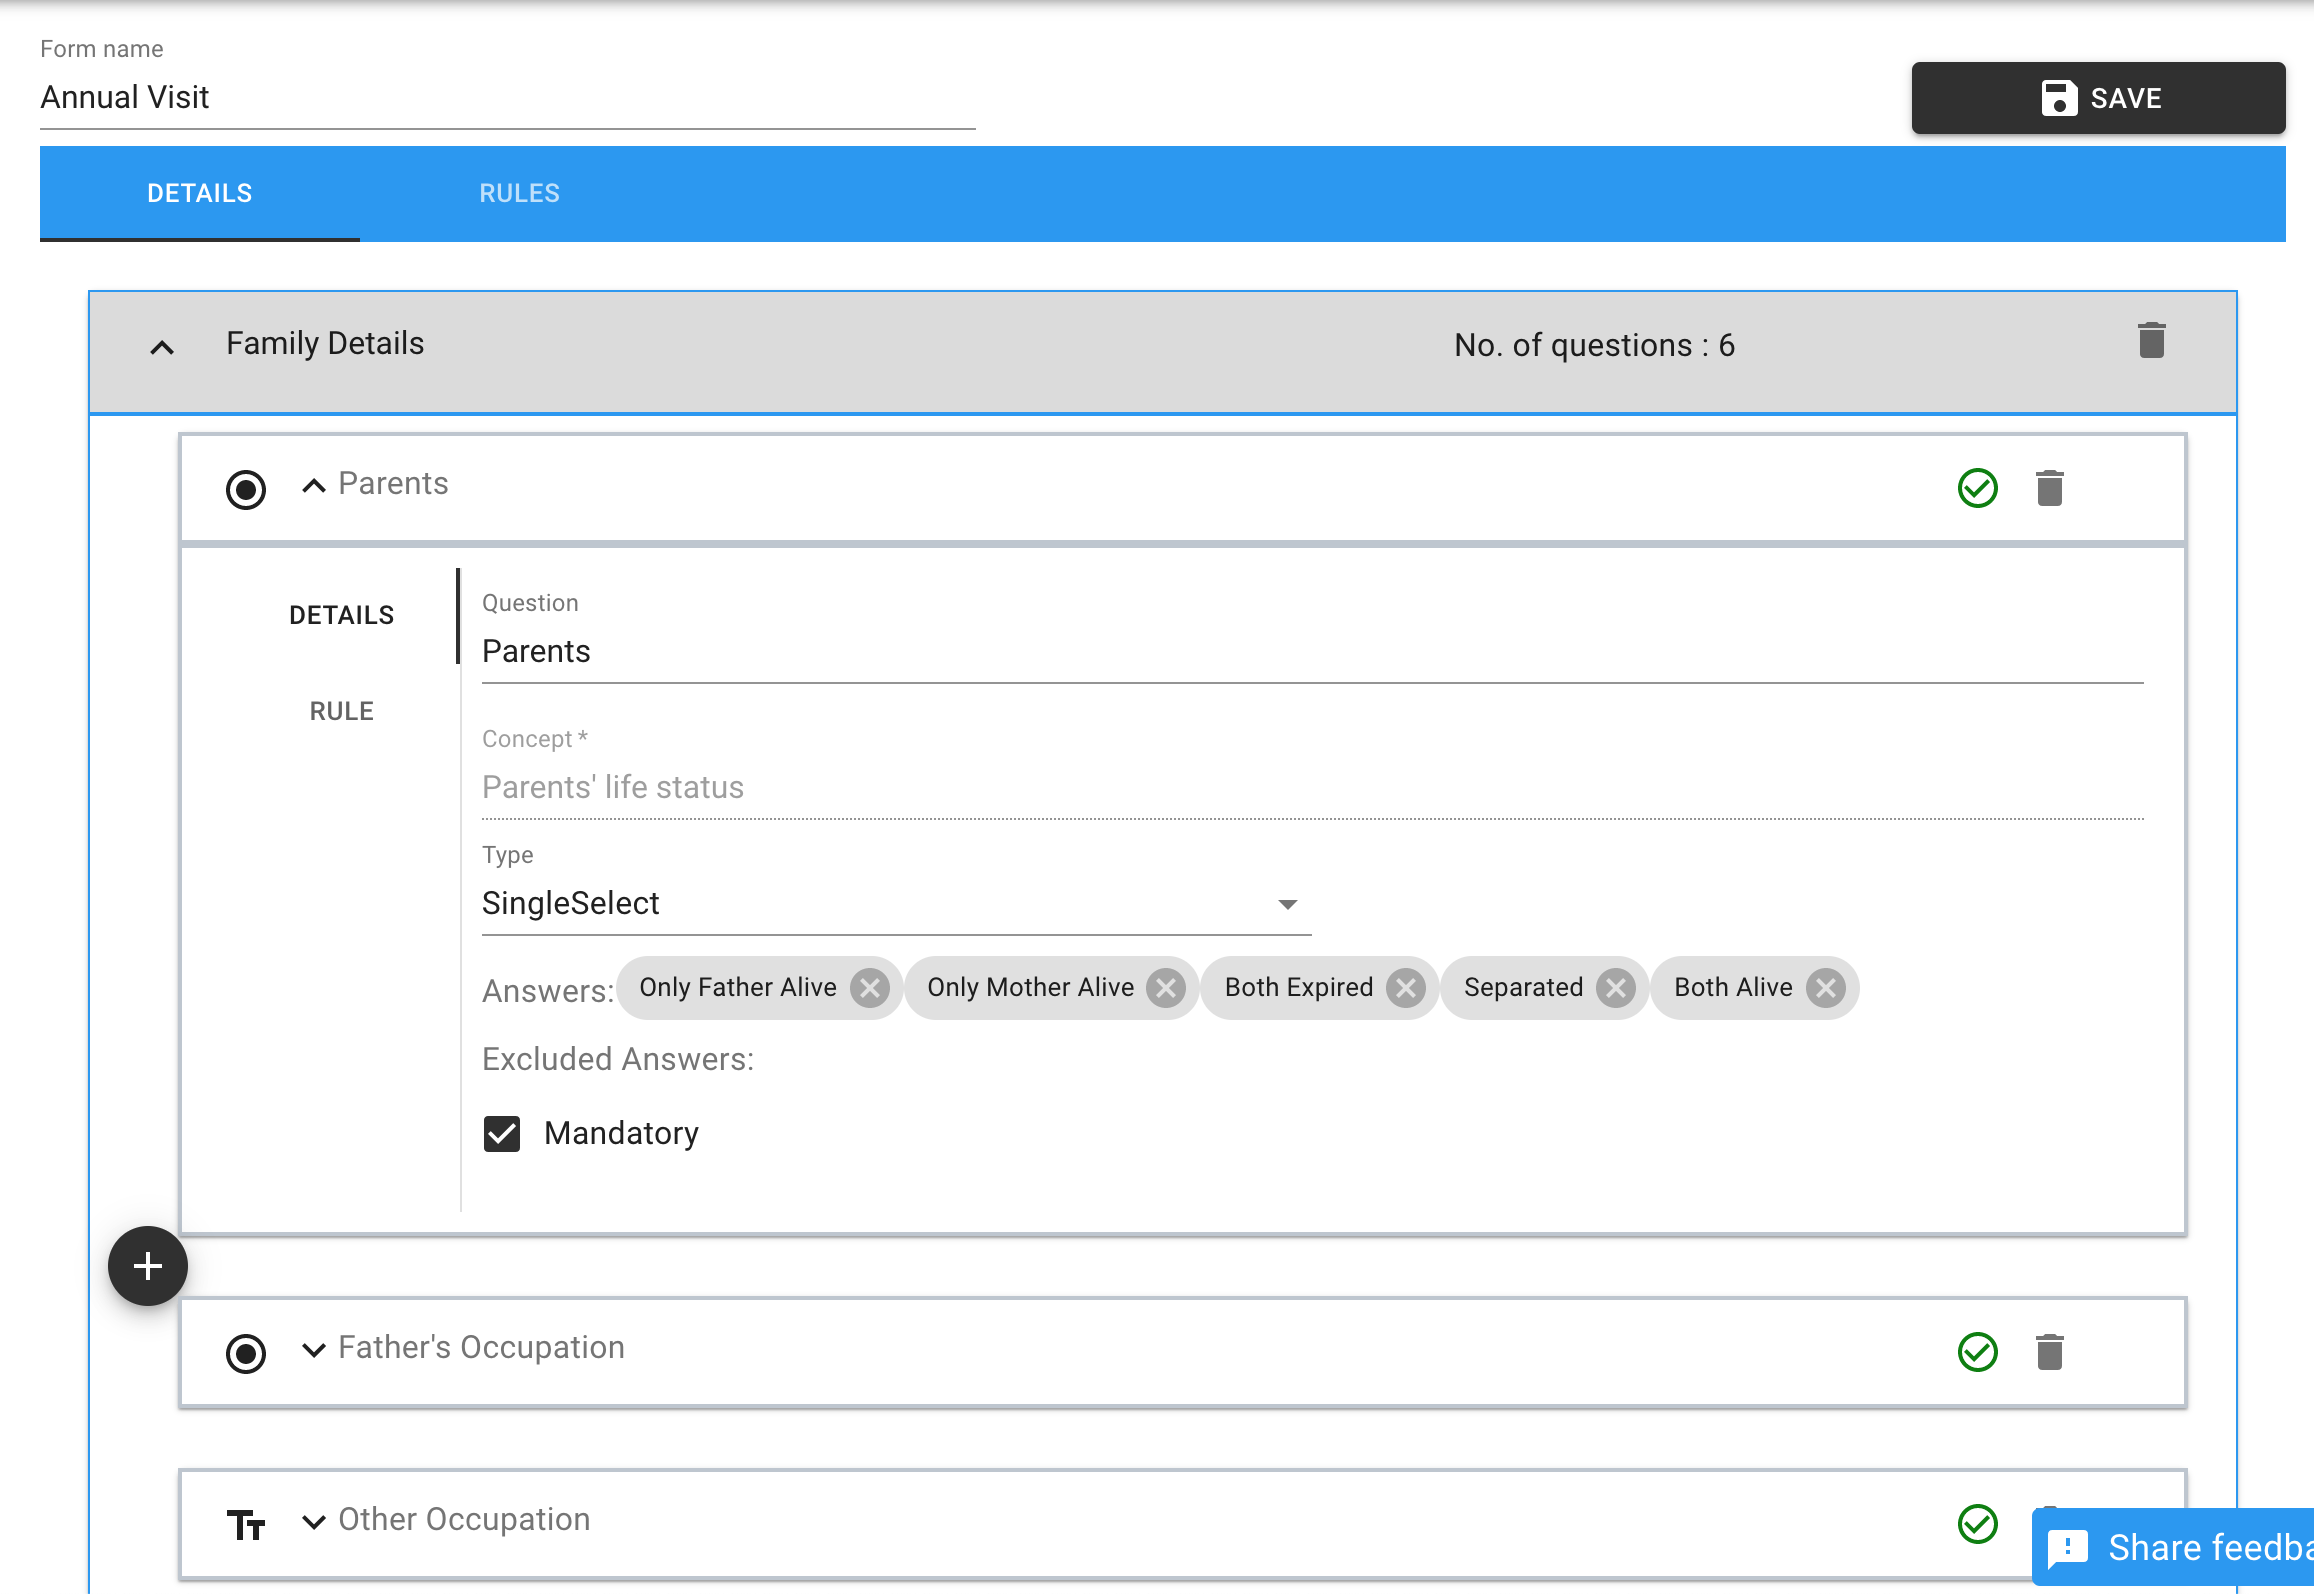 Form name
Annual Visit
SAVE
DETAILS RULES
Family Details No. of questions : 6
Parents
DETAILS
RULE
Question
Parents
Concept *
Parents' life status
Type
SingleSelect
Answers: Only Father Alive Only Mother Alive Both Expired Separated Both Alive
Excluded Answers:
Mandatory
Father's Occupation
Tt Other Occupation
Share feedba